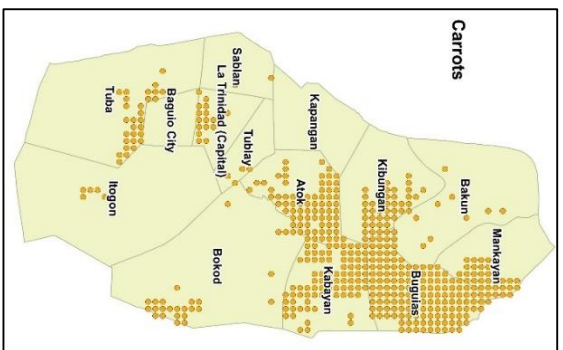 Carrots
Bakun
Mankayan
Kibungan
Buguias
Kapangan
Atok
Kabayan
Sablan
La Trinidad (Capital)
Tublay
Bokod
Tuba
Baguio City
Itogon